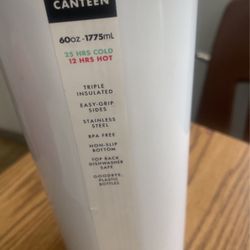 CANTEEN
60oz - 1775mL
25 HRS COLD
12 HRS HOT
TRIPLE
INSULATED
EASY-GRIP
SIDES
STAINLESS
STEEL
BPA FREE
NON-SLIP
BOTTOM
TOP RACK
DISHWASHER
SAFE
GOODBYE,
PLASTIC
BOTTLES